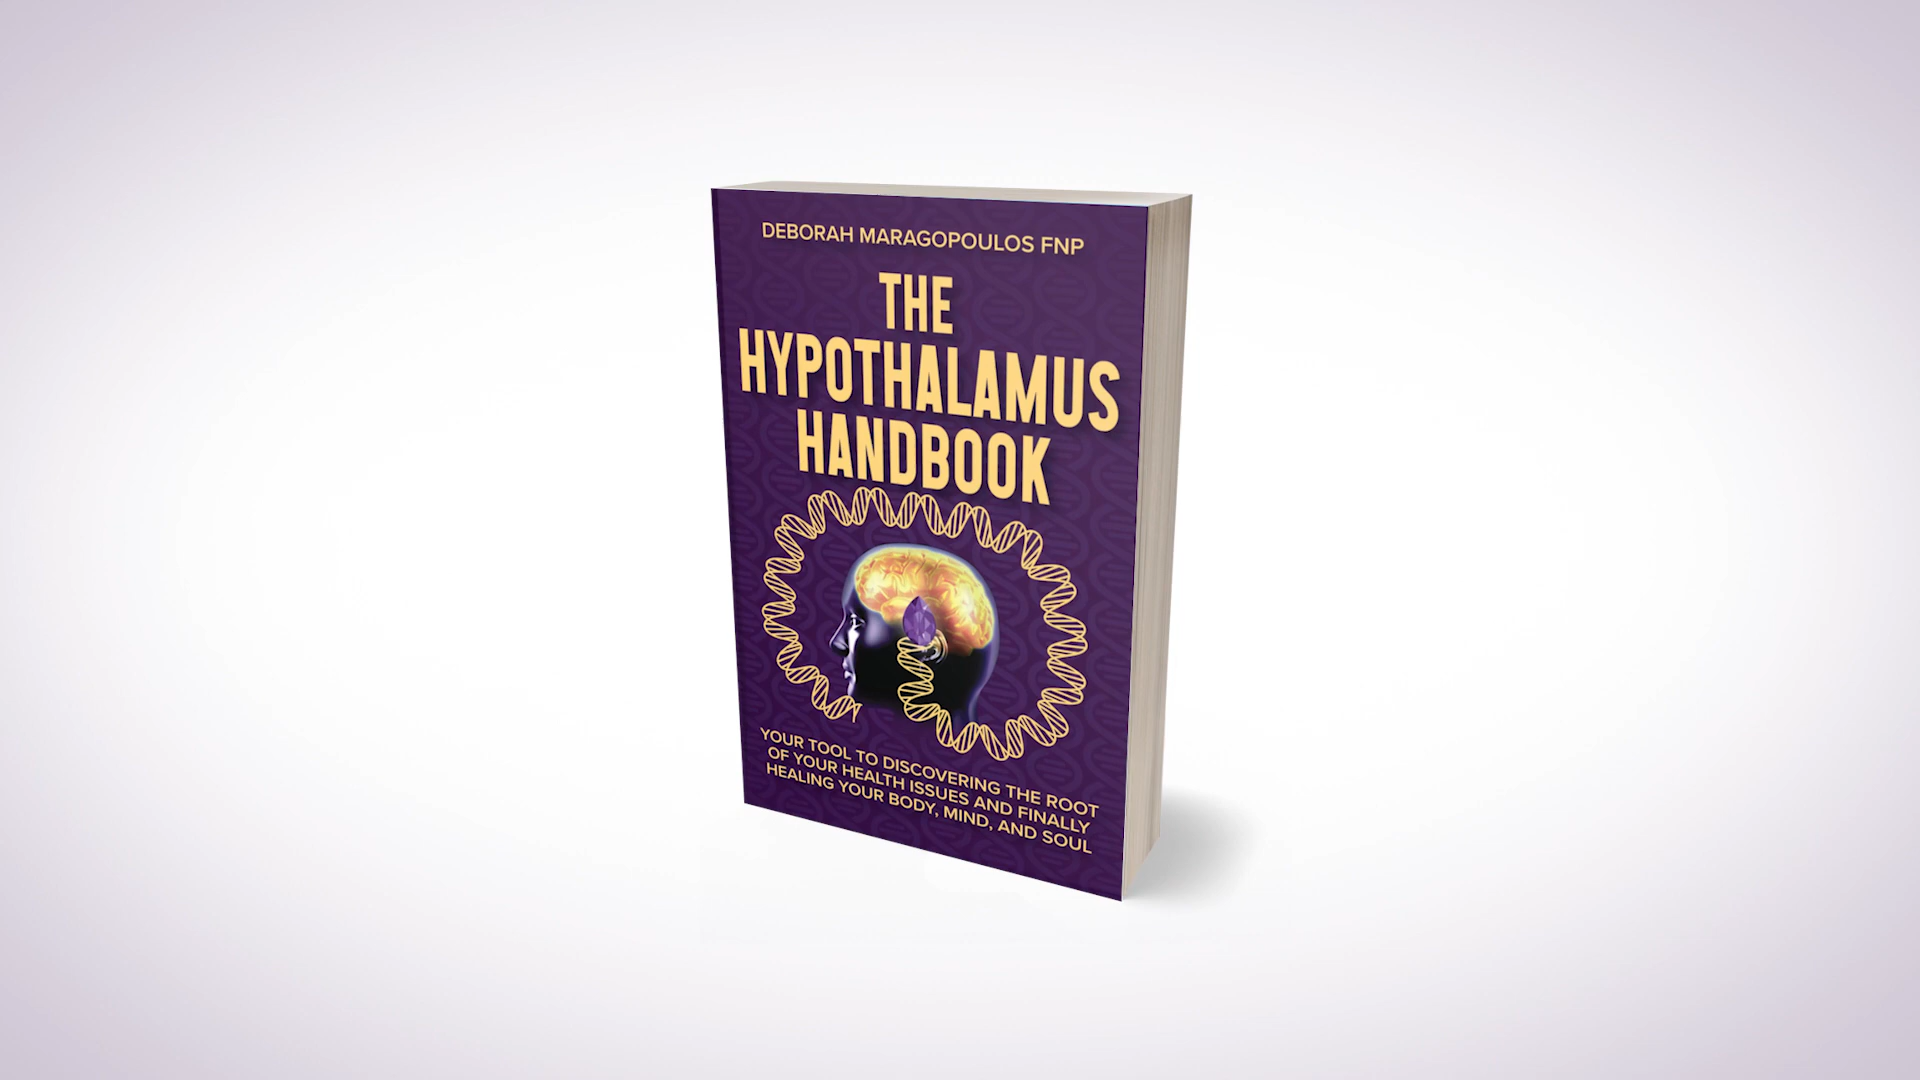 DEBORAH MARAGOPOULOS FNP
THE
HYPOTHALAMUS
HANDBOOK
YOUR TOOL TO DISCOVERING THE ROOT
OF YOUR HEALTH ISSUES AND FINALLY
HEALING YOUR BODY, MIND, AND SOUL